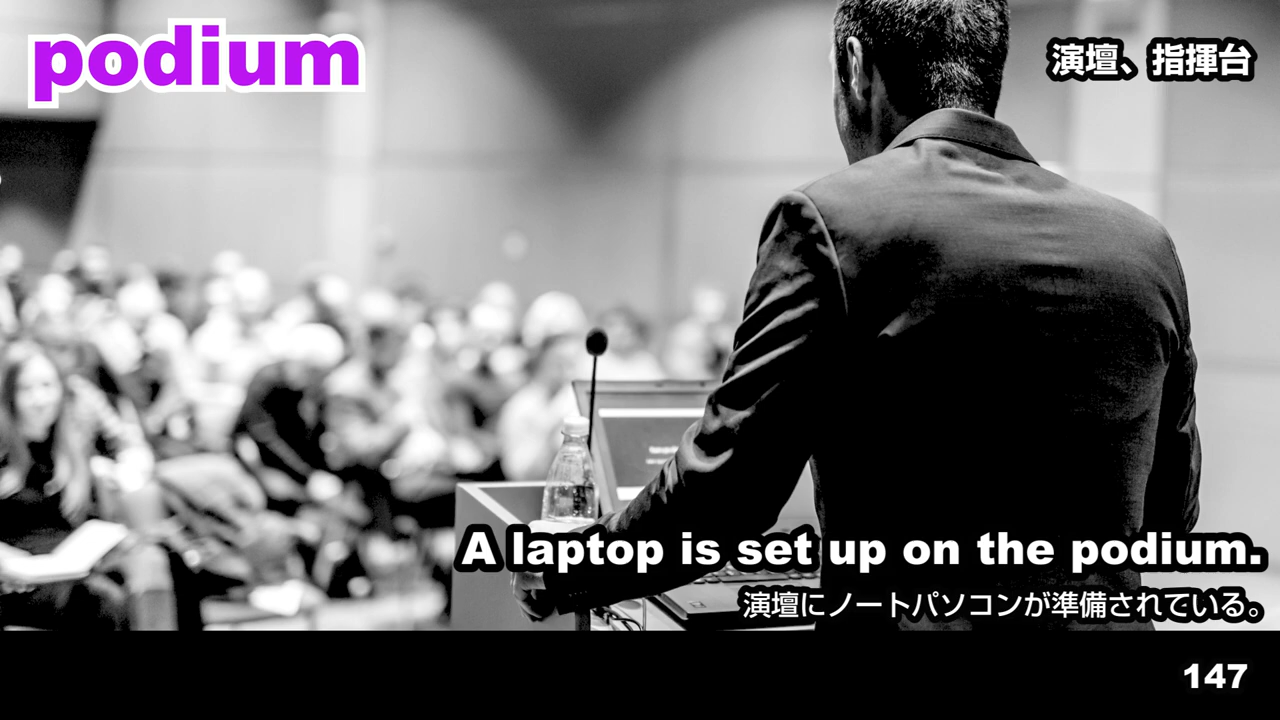 podium
演壇、指揮台
A laptop is set up on the podium.
演壇にノートパソコンが準備されている。
147